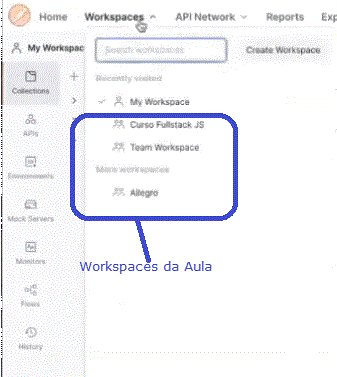 Home Workspaces API Network Reports Exp
My Workspac
Search workspaces
Create Workspace
Recently visited
Collections
My Workspace
Curso Fullstack JS
APIs
Team Workspace
More workspaces
Environments
Allegro
Mock Servers
Monitors
Workspaces da Aula
Flows
History